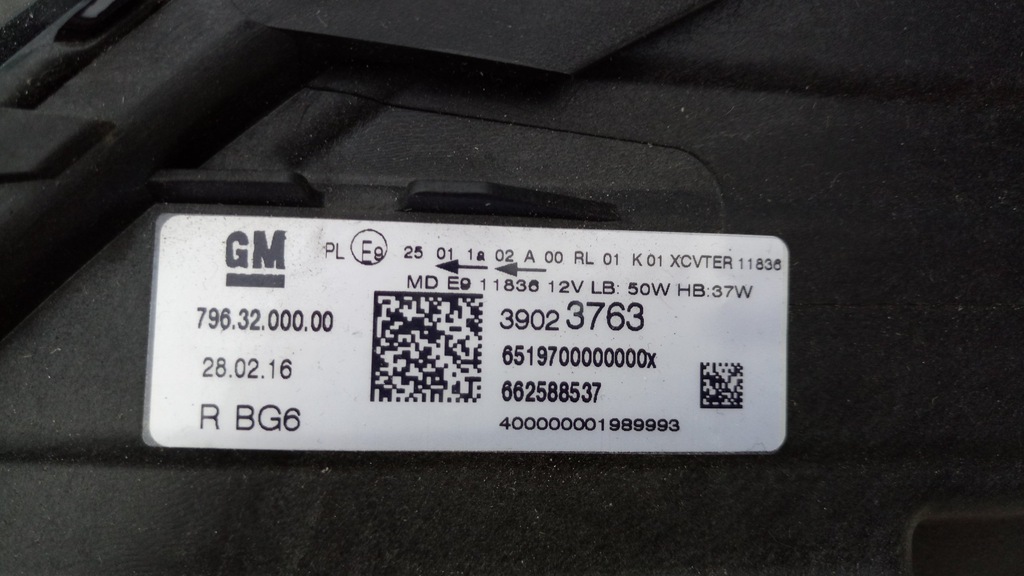 GM
PL E9 25 01 1a 02 A 00 RL 01 K01 XCVTER 11836
MD E9 11836 12V LB: 50W HB:37W
796.32.000.00
3902 3763
28.02.16
6519700000000x
662588537
R BG6
400000001989993